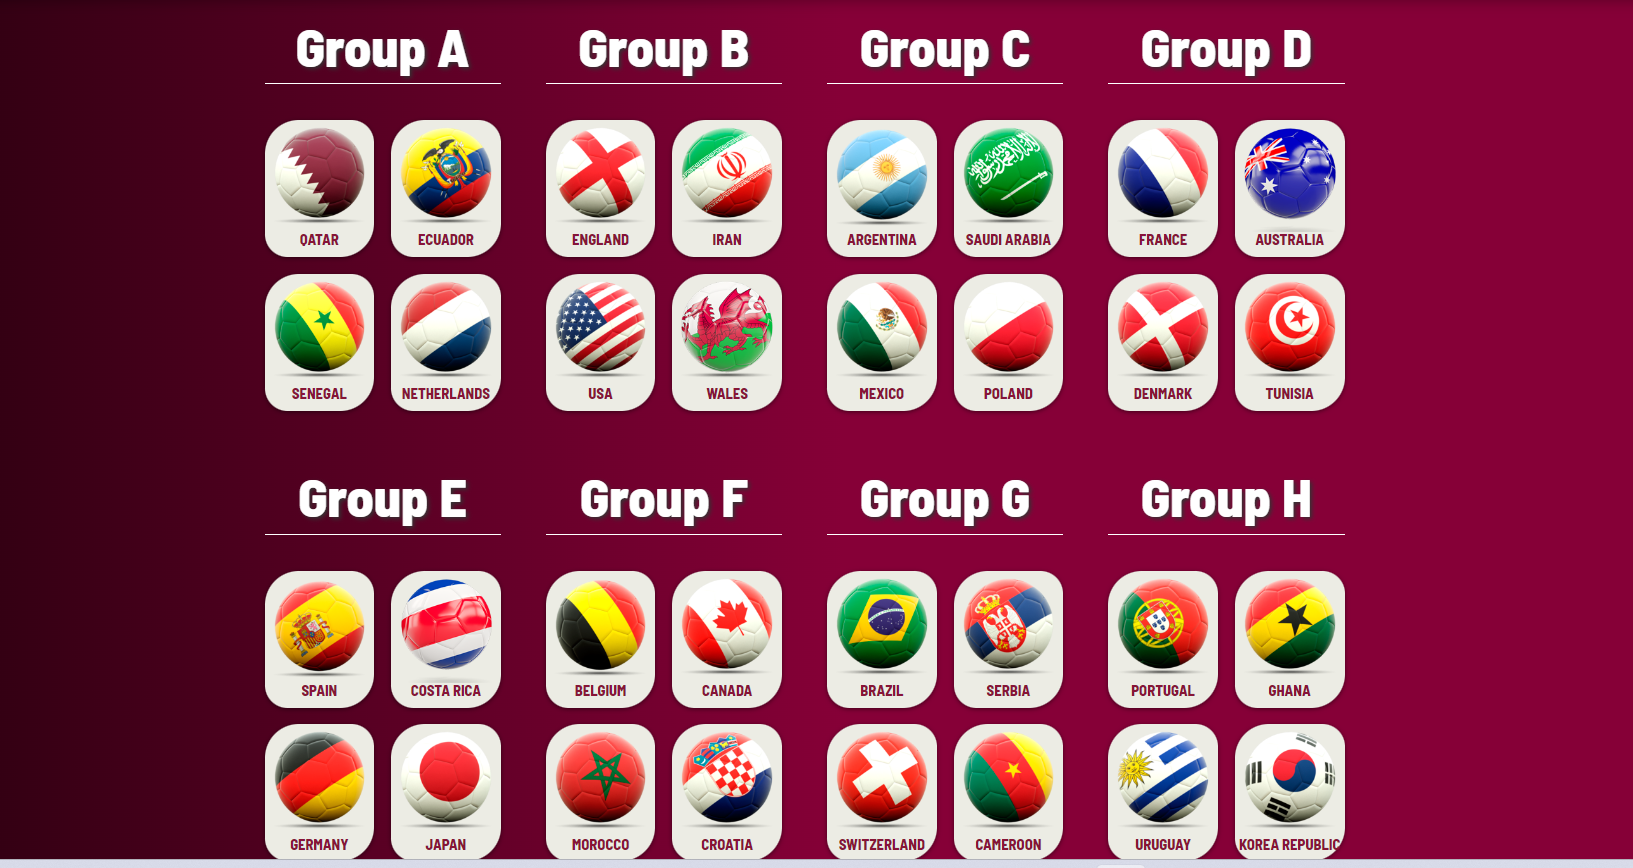 Group A
Group B
Group C
Group D
QATAR
ECUADOR
ENGLAND
IRAN
ARGENTINA
SAUDI ARABIA
FRANCE
AUSTRALIA
SENEGAL
NETHERLANDS
USA
WALES
MEXICO
POLAND
DENMARK
TUNISIA
Group E
Group F
Group G
Group H
SPAIN
COSTA RICA
BELGIUM
CANADA
BRAZIL
SERBIA
PORTUGAL
GHANA
GERMANY
JAPAN
MOROCCO
CROATIA
SWITZERLAND
CAMEROON
URUGUAY
KOREA REPUBLIC